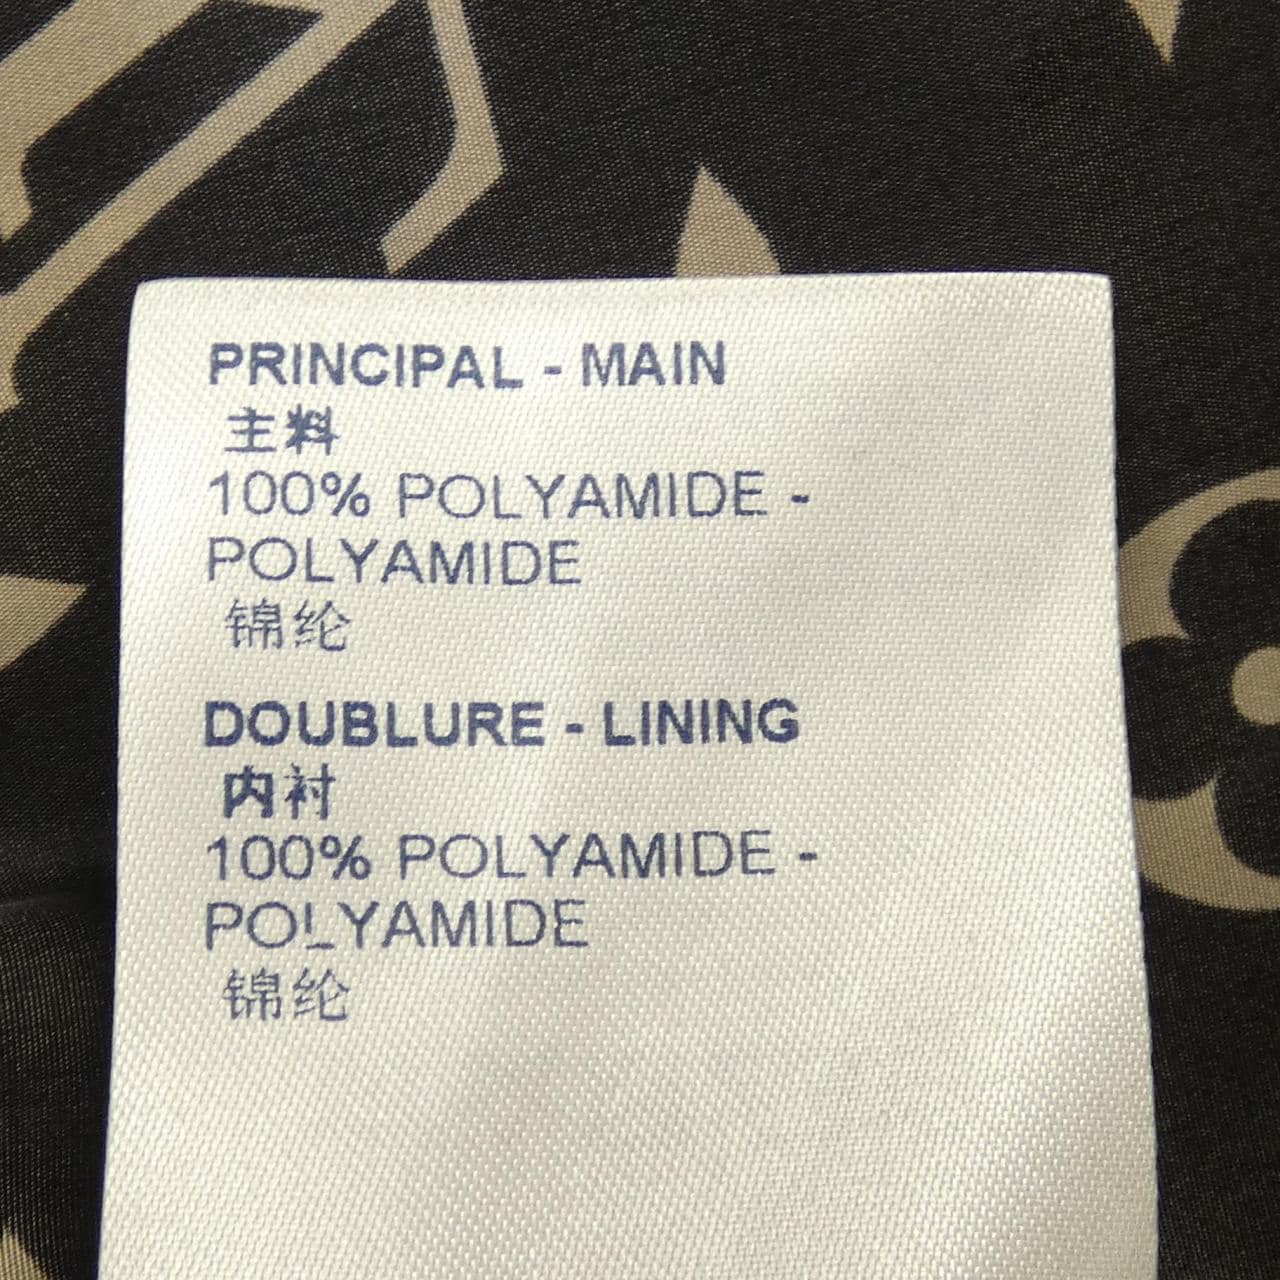 PRINCIPAL - MAIN
主料
100% POLYAMIDE -
POLYAMIDE
锦纶
DOUBLURE - LINING
内衬
100% POLYAMIDE -
POLYAMIDE
锦纶